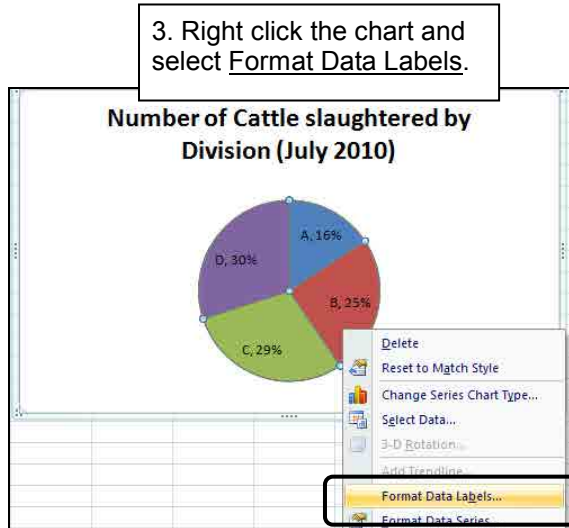 3. Right click the chart and
select Format Data Labels.
Number of Cattle slaughtered by
Division (July 2010)
A, 16%
D, 30%
B, 25%
C, 29%
Delete
Reset to Match Style
Change Series Chart Type...
Select Data...
3-D Rotation...
Add Trendline...
Format Data Labels...
Format Data Series...